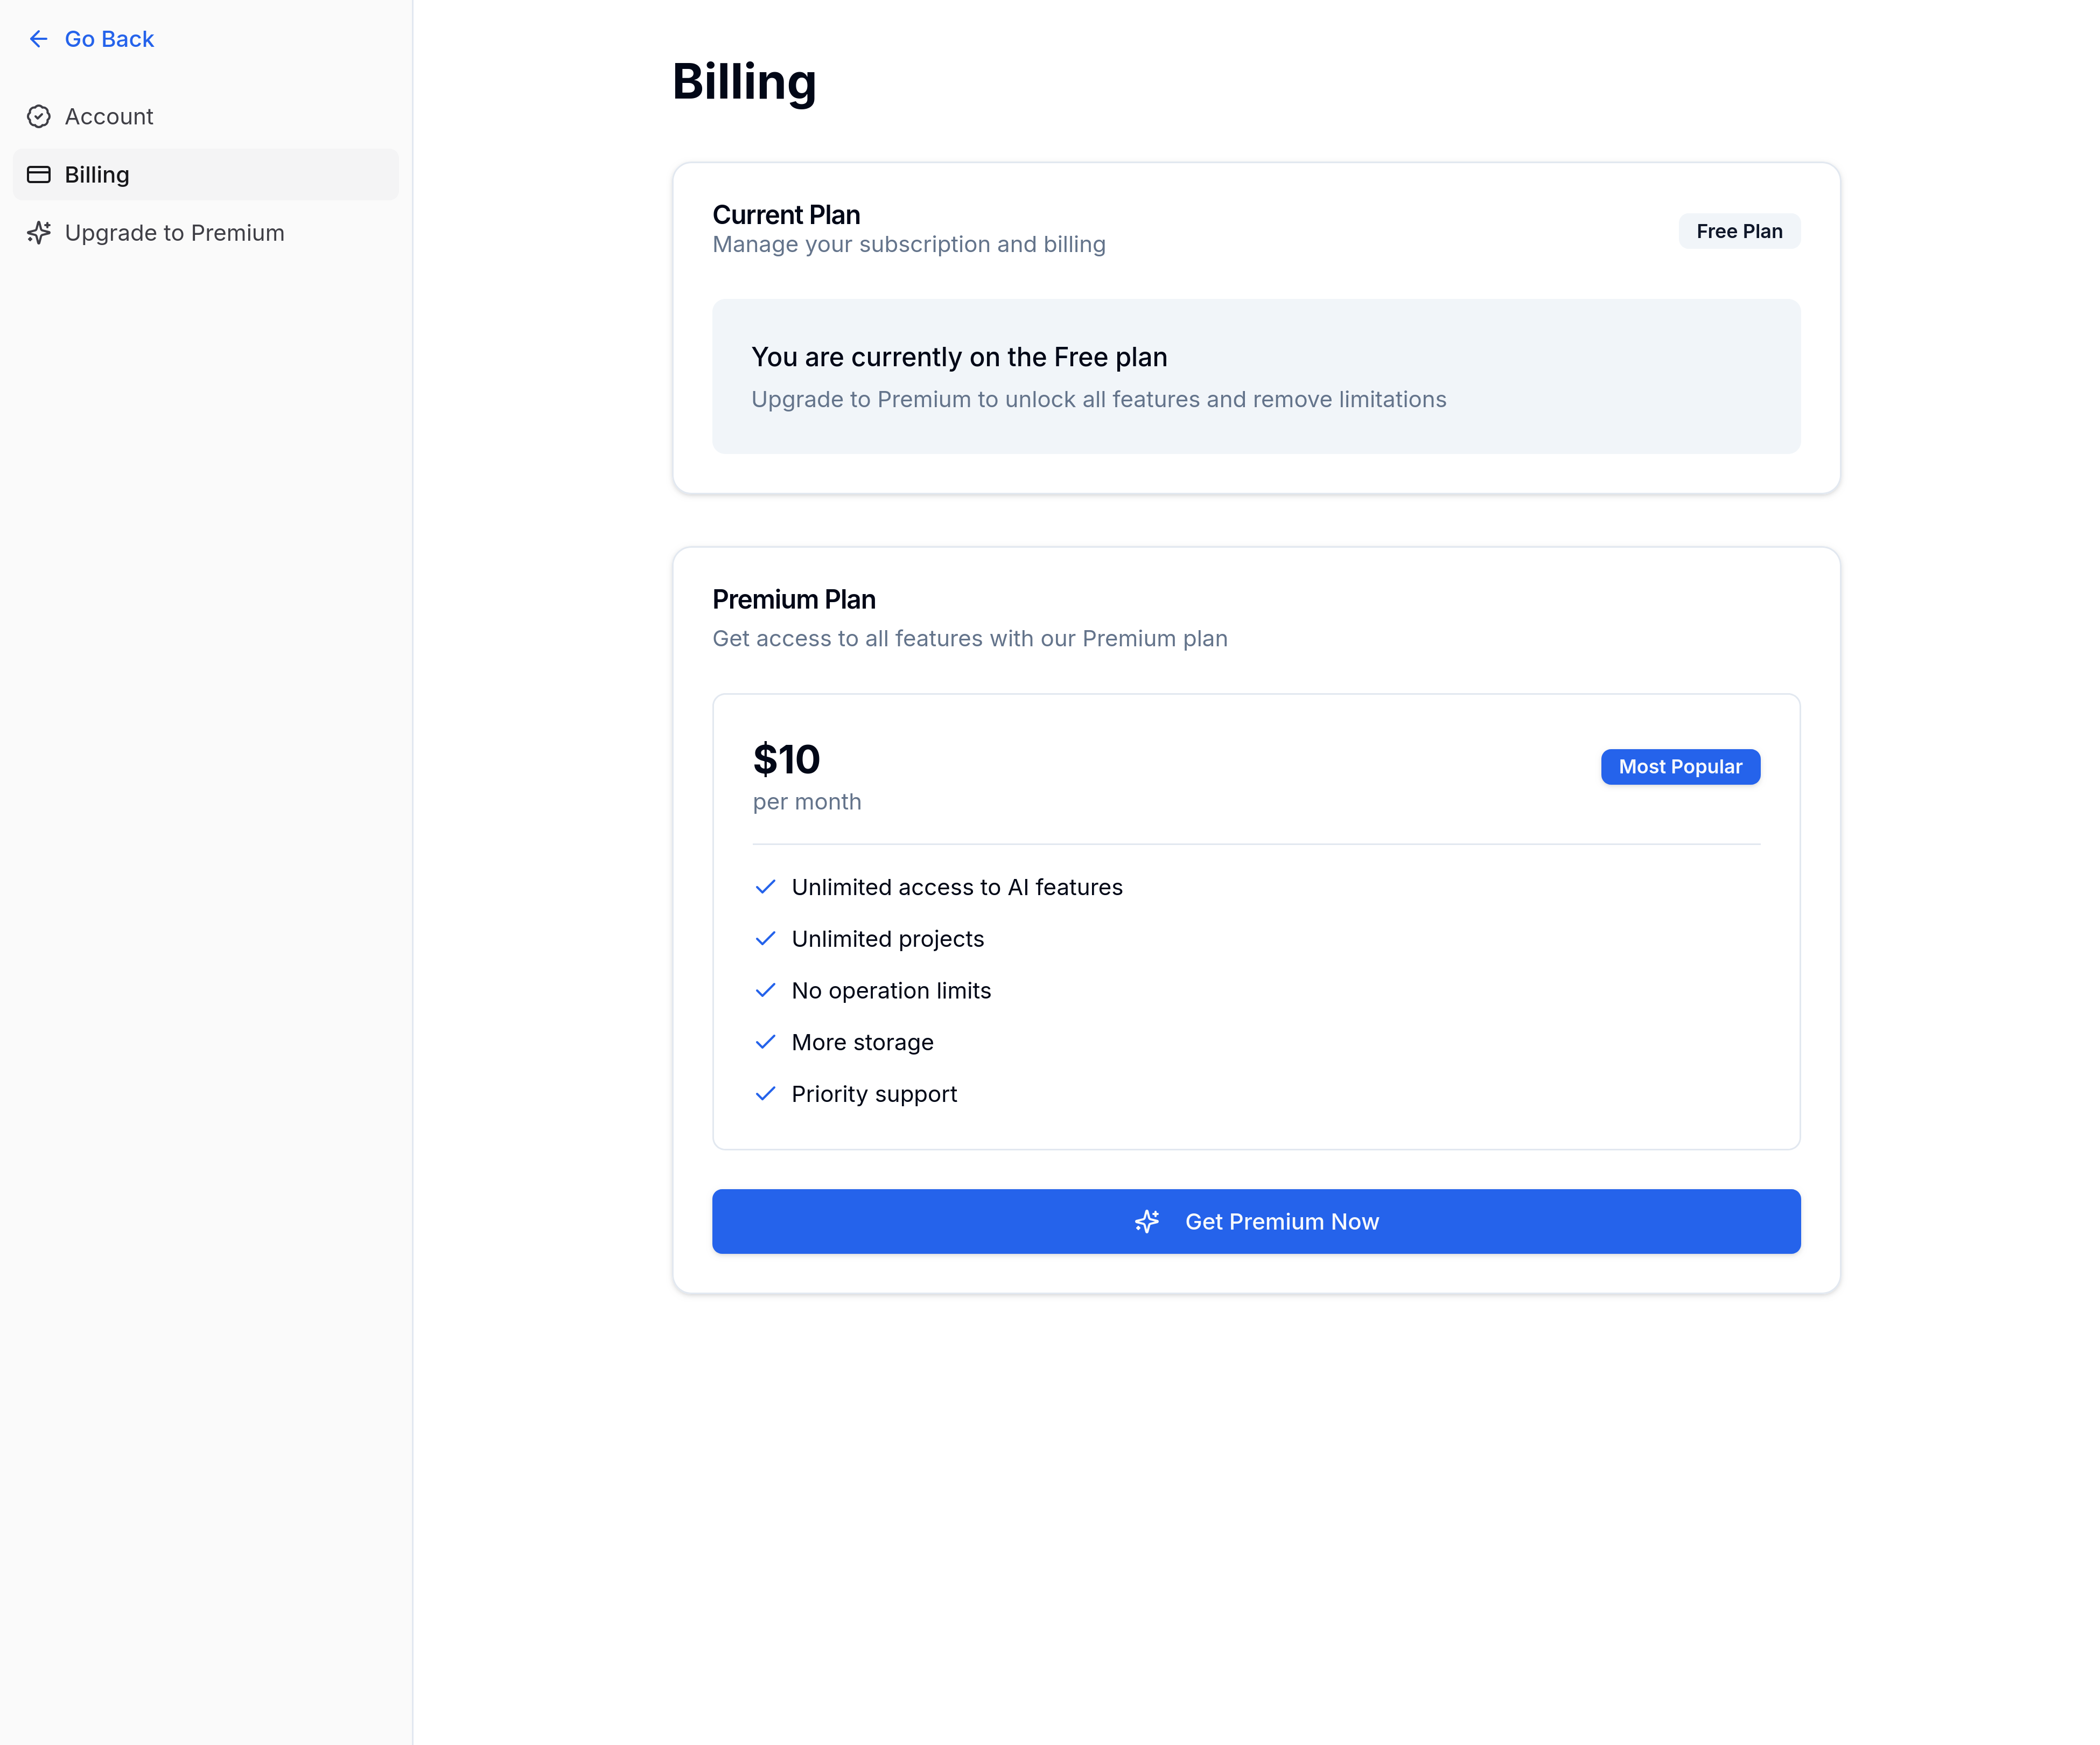 Go Back
Account
Billing
Upgrade to Premium
Billing
Current Plan
Manage your subscription and billing
Free Plan
You are currently on the Free plan
Upgrade to Premium to unlock all features and remove limitations
Premium Plan
Get access to all features with our Premium plan
$10
per month
Most Popular
Unlimited access to AI features
Unlimited projects
No operation limits
More storage
Priority support
Get Premium Now